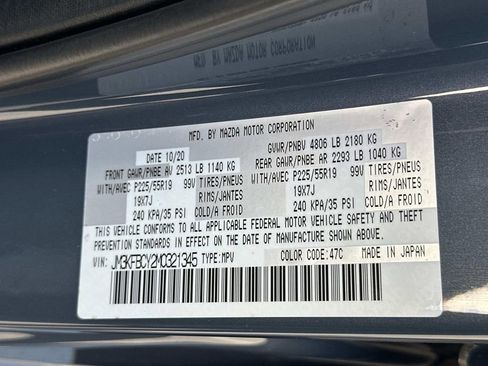 MFD. BY MAZDA MOTOR CORPORATION
DATE 10/20 GVWR/PNBV 4806 LB 2180 KG
FRONT GAWR/PNBE AV 2513 LB 1140 KG REAR GAWR/PNBE AR 2293 LB 1040 KG
WITH/AVEC P225/55R19 99V TIRES/PNEUS WITH/AVEC P225/55R19 99V TIRES/PNEUS
19X7J RIMS/JANTES 19X7J RIMS/JANTES
240 KPA/35 PSI COLD/A FROID 240 KPA/35 PSI COLD/A FROID
THIS VEHICLE CONFORMS TO ALL APPLICABLE FEDERAL MOTOR VEHICLE SAFETY AND THEFT
PREVENTION STANDARDS IN EFFECT ON THE DATE OF MANUFACTURE SHOWN ABOVE.
VIN: JM3KFBCY2M0321345 TYPE:MPV COLOR CODE:47C MADE IN JAPAN